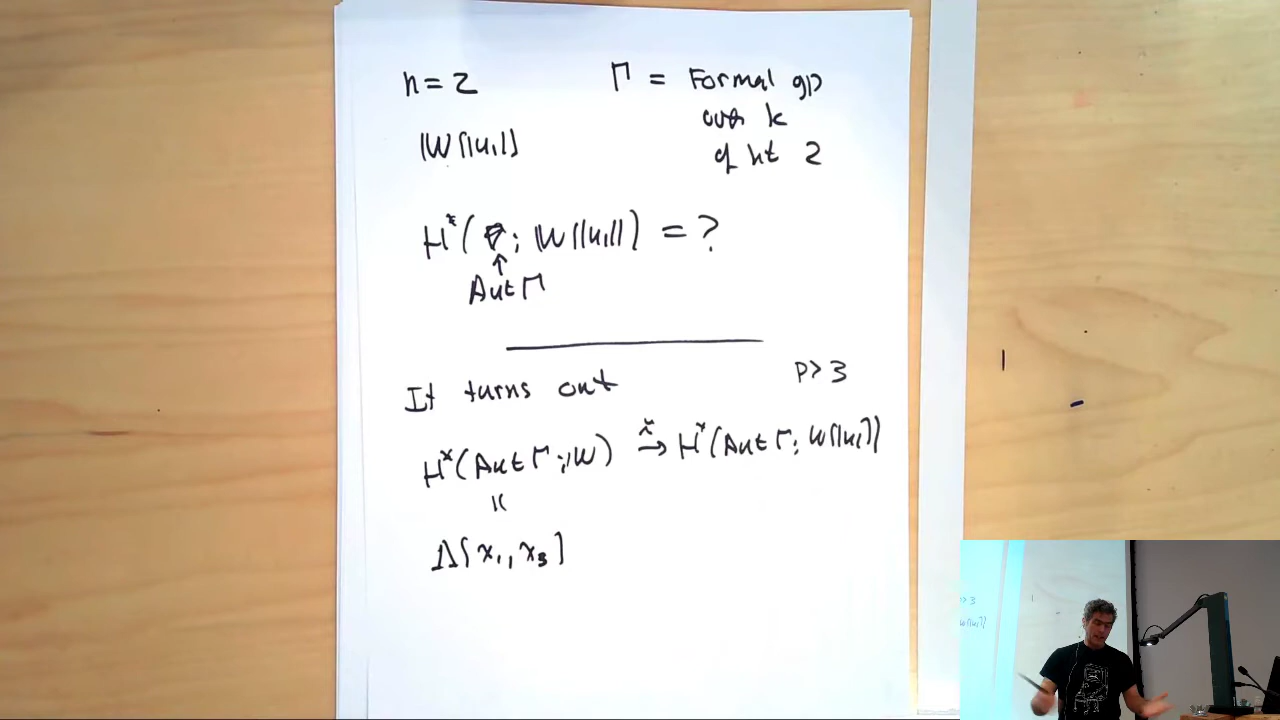 n = 2
Γ = Formal gp
over k
of ht 2
W[[u₁]]
H*( ; W[[u₁]]) = ?
↑
Aut Γ
It turns out
p > 3
H*(Aut Γ; W) →≅ H*(Aut Γ; W[[u₁]])
Λ[x₁, x₃]